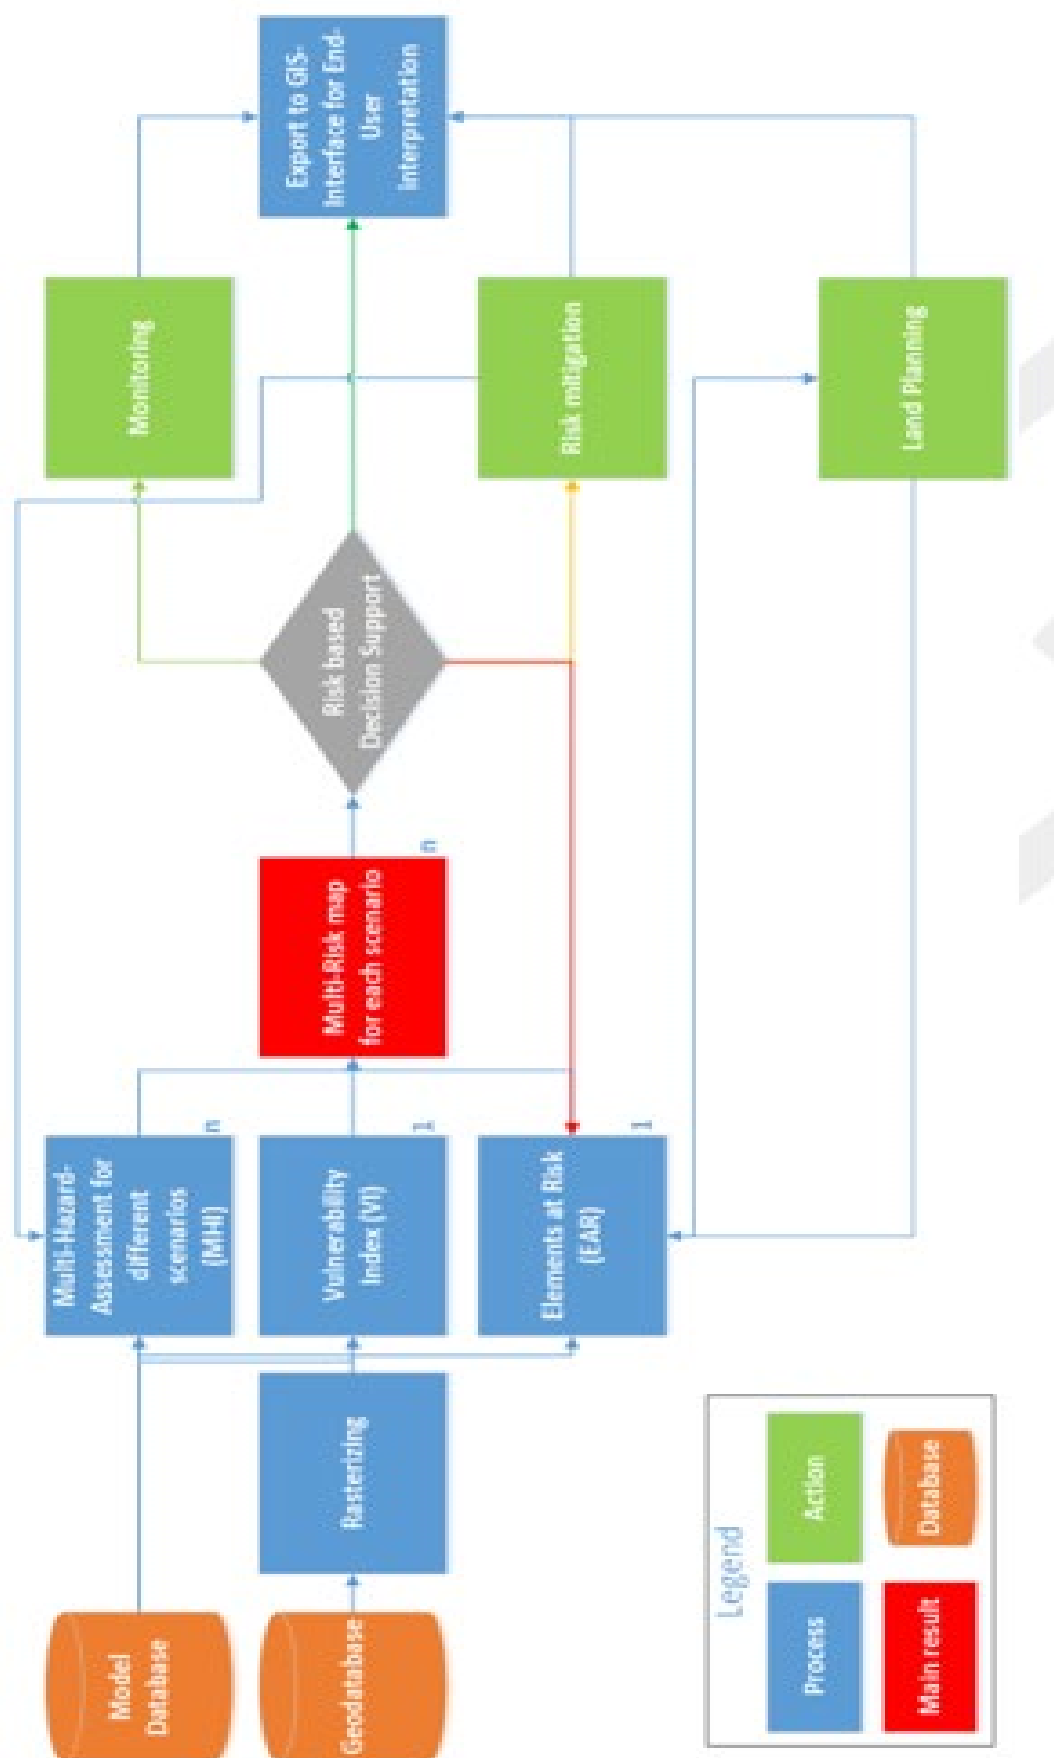 Model
Database
Geodatabase
Rasterizing
Multi-Hazard-
Assessment for
different
scenarios
(MHI)
n
Vulnerability
Index (VI)
1
Elements at Risk
(EAR)
1
Multi-Risk map
for each scenario
n
Risk based
Decision Support
Monitoring
Risk mitigation
Land Planning
Export to GIS-
Interface for End-
User
Interpretation
Legend
Process
Action
Main result
Database